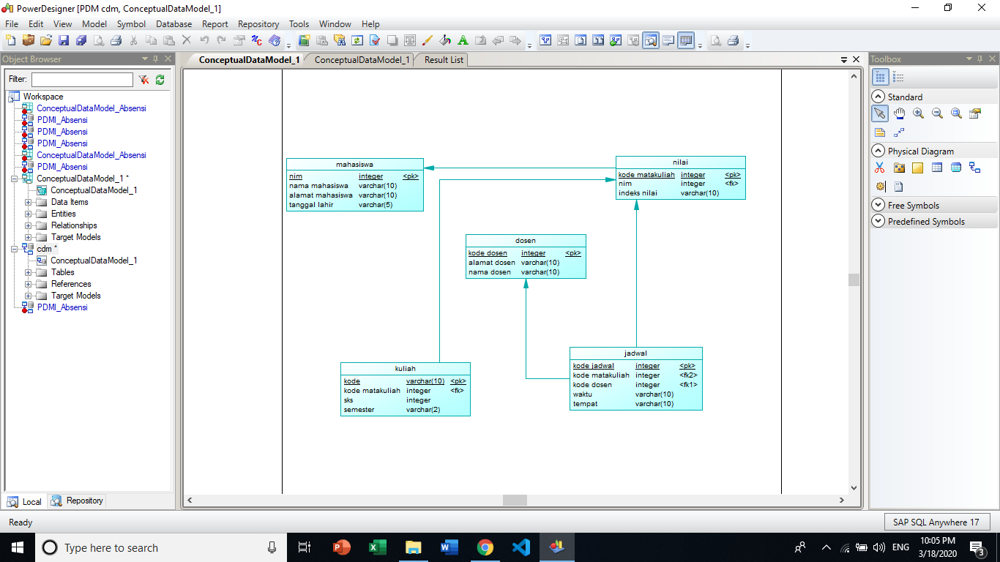 PowerDesigner [PDM cdm, ConceptualDataModel_1]
File Edit View Model Symbol Database Report Repository Tools Window Help
Object Browser
Filter:
Workspace
ConceptualDataModel_Absensi
PDMI_Absensi
PDMI_Absensi
PDMI_Absensi
ConceptualDataModel_Absensi
PDMI_Absensi
ConceptualDataModel_1 *
ConceptualDataModel_1
Data Items
Entities
Relationships
Target Models
cdm *
ConceptualDataModel_1
Tables
References
Target Models
PDMI_Absensi
Local Repository
ConceptualDataModel_1 ConceptualDataModel_1 Result List
mahasiswa
nim integer <pk>
nama mahasiswa varchar(10)
alamat mahasiswa varchar(10)
tanggal lahir varchar(5)
nilai
kode matakuliah integer <pk>
nim integer <fk>
indeks nilai varchar(10)
dosen
kode dosen integer <pk>
alamat dosen varchar(10)
nama dosen varchar(10)
kuliah
kode varchar(10) <pk>
kode matakuliah integer <fk>
sks integer
semester varchar(2)
jadwal
kode jadwal integer <pk>
kode matakuliah integer <fk2>
kode dosen integer <fk1>
waktu varchar(10)
tempat varchar(10)
Toolbox
Standard
Physical Diagram
Free Symbols
Predefined Symbols
Ready
SAP SQL Anywhere 17
Type here to search
ENG
10:05 PM
3/18/2020
3